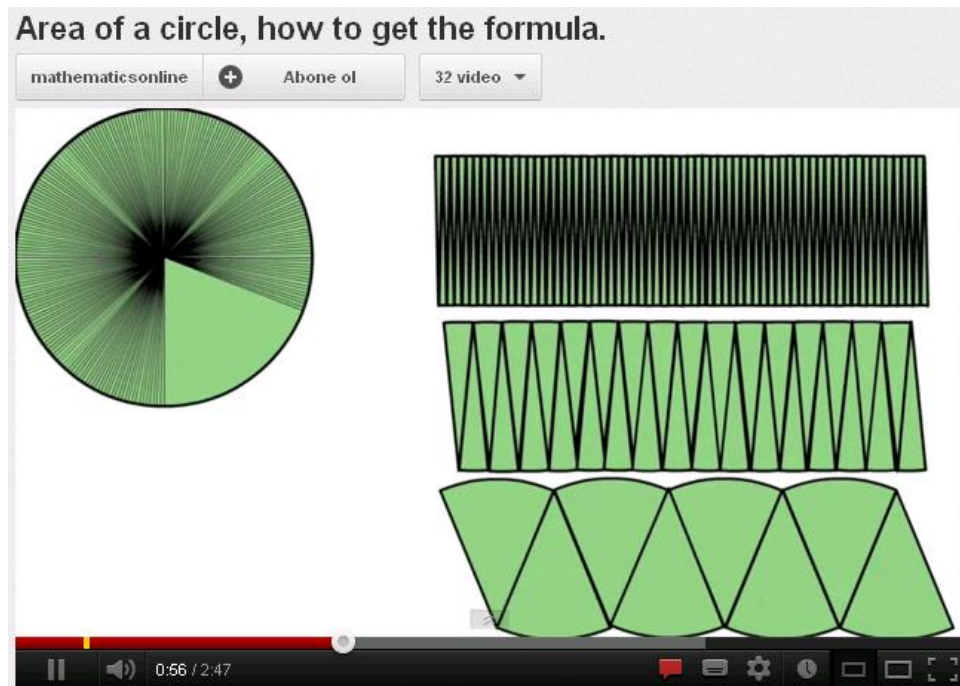 Area of a circle, how to get the formula.
mathematicsonline Abone ol 32 video
0:56 / 2:47